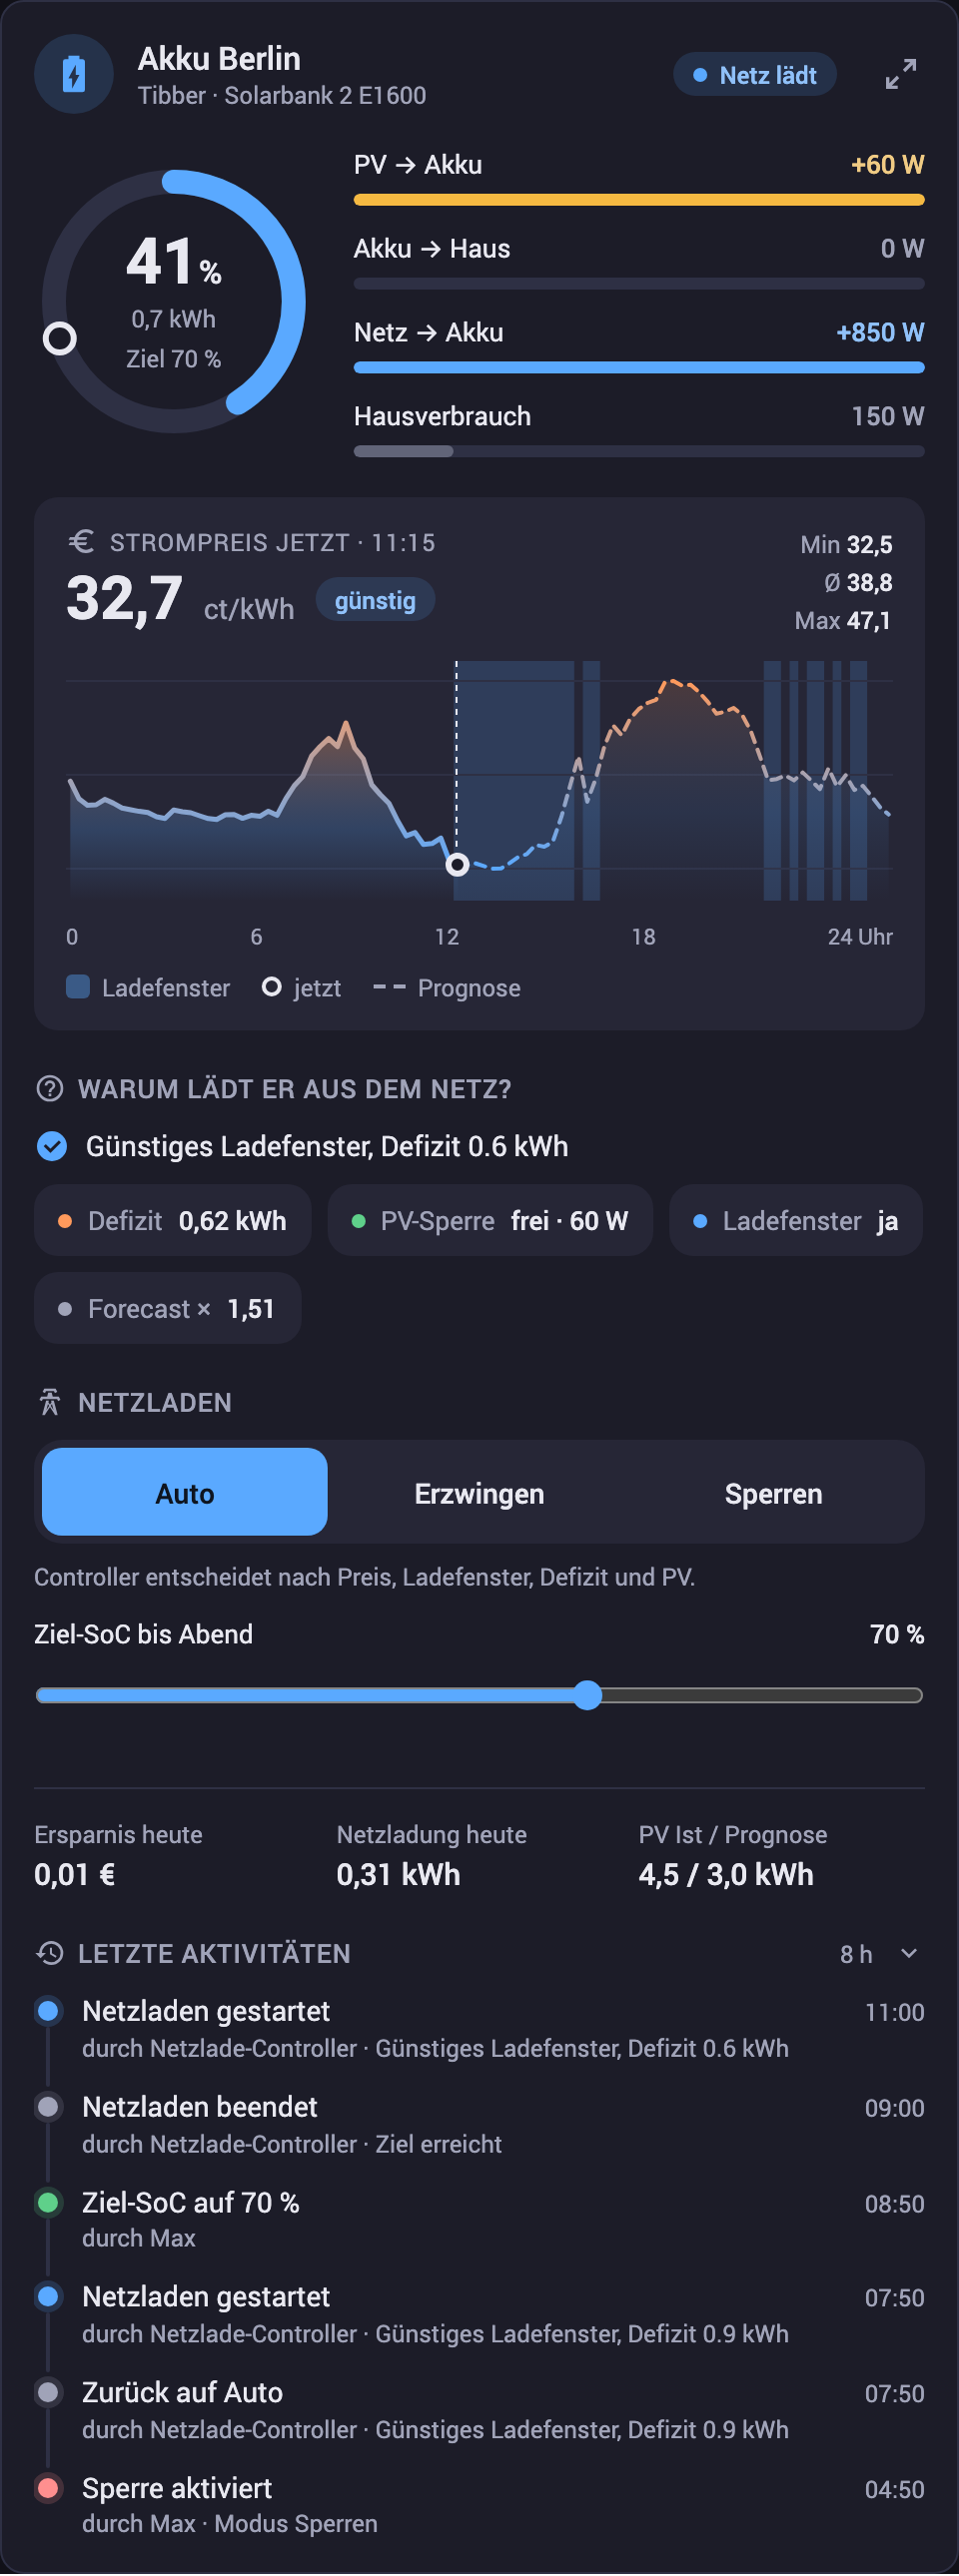 Akku Berlin
Tibber · Solarbank 2 E1600
Netz lädt
41%
0,7 kWh
Ziel 70 %
PV → Akku +60 W
Akku → Haus 0 W
Netz → Akku +850 W
Hausverbrauch 150 W
€ STROMPREIS JETZT · 11:15
32,7 ct/kWh günstig
Min 32,5
Ø 38,8
Max 47,1
0 6 12 18 24 Uhr
Ladefenster jetzt Prognose
WARUM LÄDT ER AUS DEM NETZ?
Günstiges Ladefenster, Defizit 0.6 kWh
Defizit 0,62 kWh
PV-Sperre frei · 60 W
Ladefenster ja
Forecast × 1,51
NETZLADEN
Auto Erzwingen Sperren
Controller entscheidet nach Preis, Ladefenster, Defizit und PV.
Ziel-SoC bis Abend 70 %
Ersparnis heute Netzladung heute PV Ist / Prognose
0,01 € 0,31 kWh 4,5 / 3,0 kWh
LETZTE AKTIVITÄTEN 8 h
Netzladen gestartet 11:00
durch Netzlade-Controller · Günstiges Ladefenster, Defizit 0.6 kWh
Netzladen beendet 09:00
durch Netzlade-Controller · Ziel erreicht
Ziel-SoC auf 70 % 08:50
durch Max
Netzladen gestartet 07:50
durch Netzlade-Controller · Günstiges Ladefenster, Defizit 0.9 kWh
Zurück auf Auto 07:50
durch Netzlade-Controller · Günstiges Ladefenster, Defizit 0.9 kWh
Sperre aktiviert 04:50
durch Max · Modus Sperren